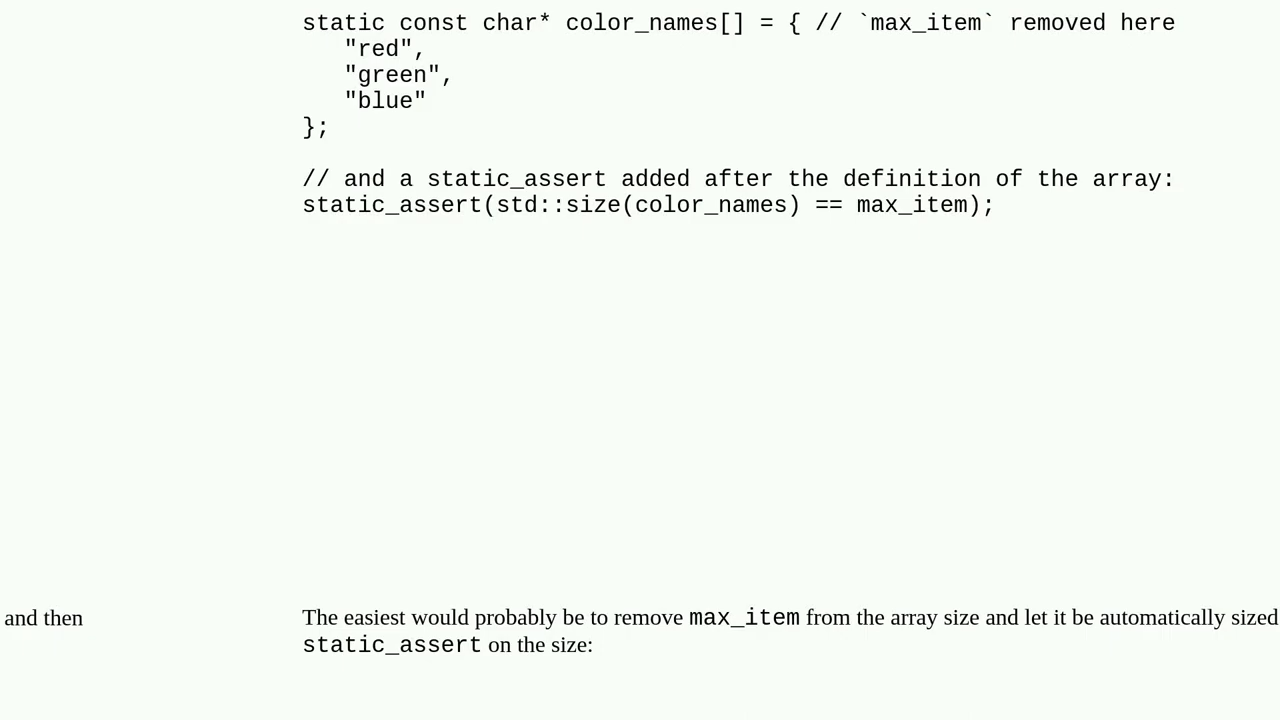 static const char* color_names[] = { // `max_item` removed here
   "red",
   "green",
   "blue"
};

// and a static_assert added after the definition of the array:
static_assert(std::size(color_names) == max_item);
and then
The easiest would probably be to remove max_item from the array size and let it be automatically sized
static_assert on the size: